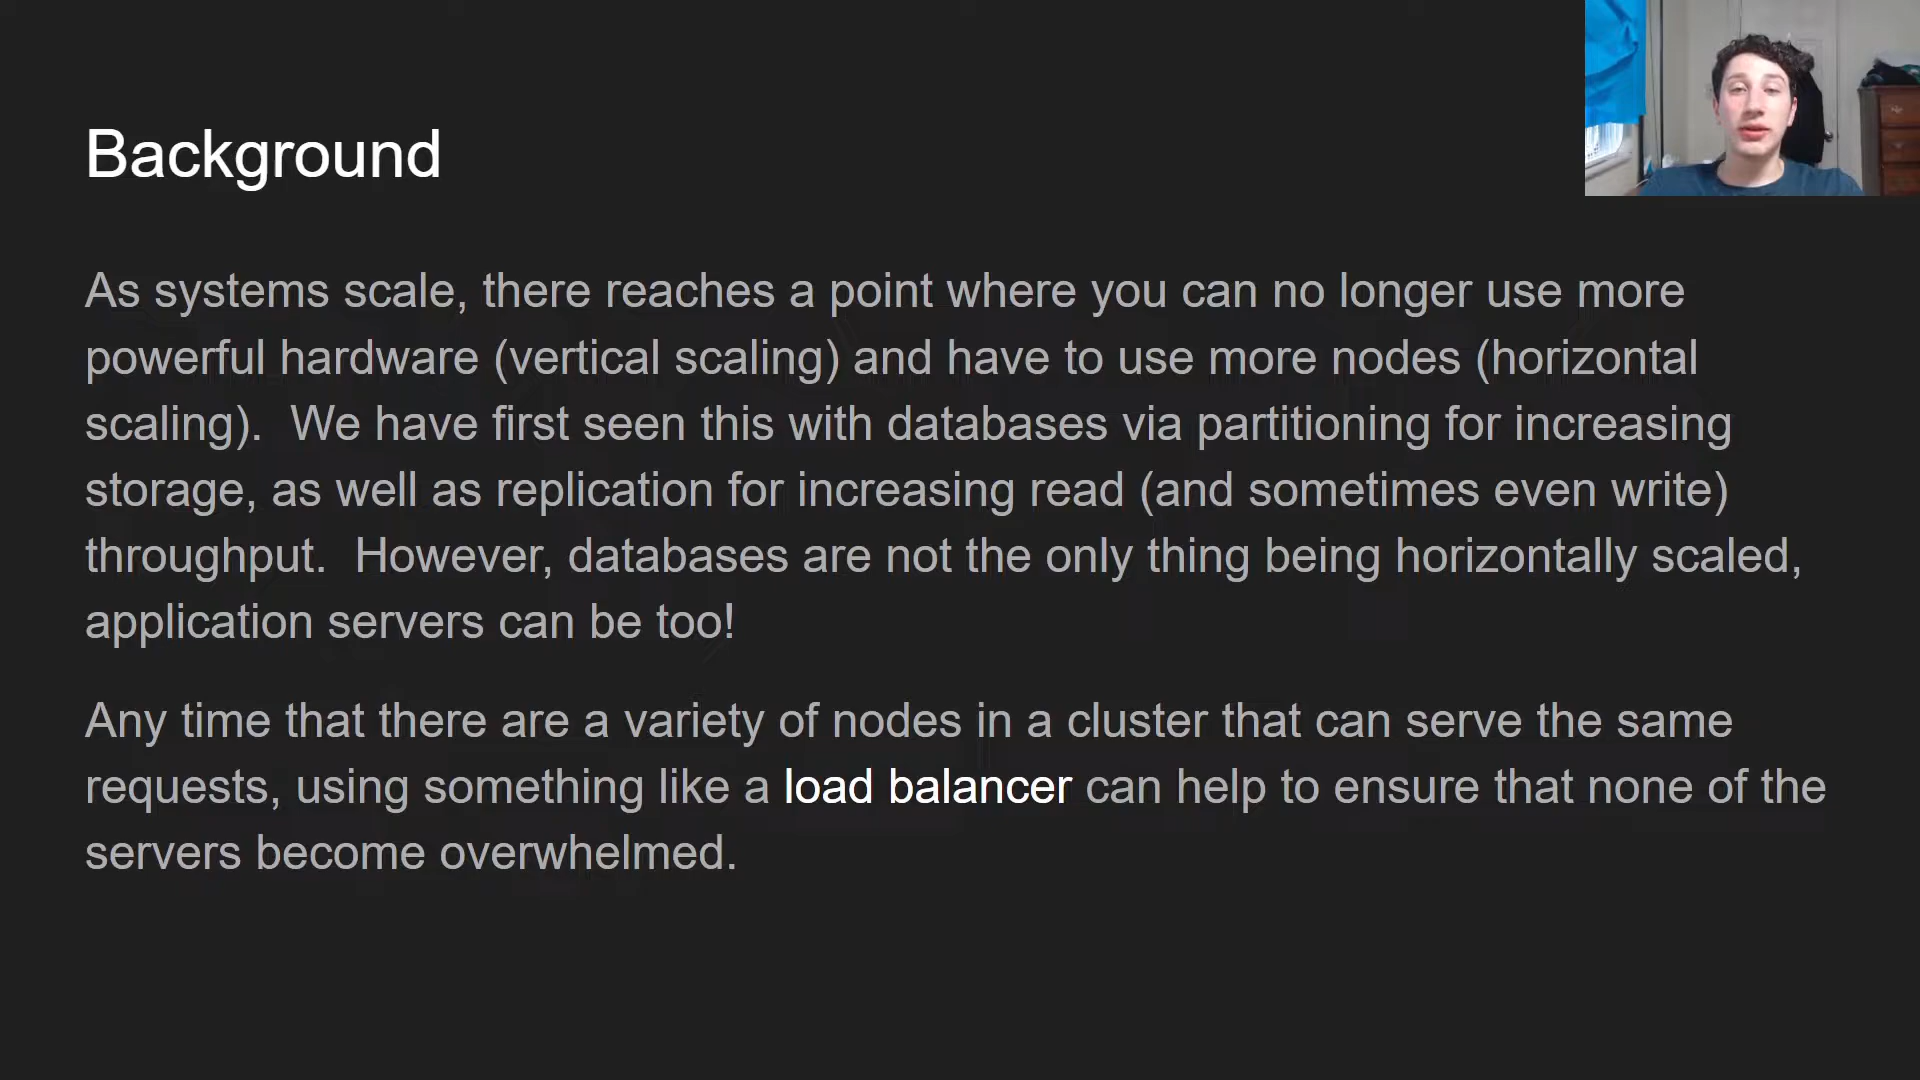 Background
As systems scale, there reaches a point where you can no longer use more
powerful hardware (vertical scaling) and have to use more nodes (horizontal
scaling).  We have first seen this with databases via partitioning for increasing
storage, as well as replication for increasing read (and sometimes even write)
throughput.  However, databases are not the only thing being horizontally scaled,
application servers can be too!
Any time that there are a variety of nodes in a cluster that can serve the same
requests, using something like a load balancer can help to ensure that none of the
servers become overwhelmed.